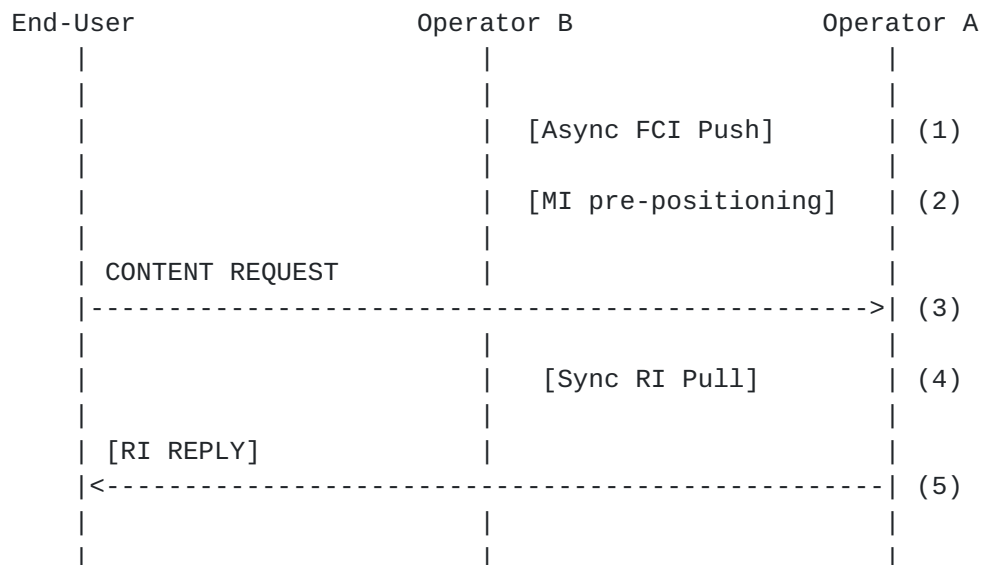 End-User Operator B Operator A
[Async FCI Push] (1)
[MI pre-positioning] (2)
CONTENT REQUEST
(3)
[Sync RI Pull] (4)
[RI REPLY]
(5)